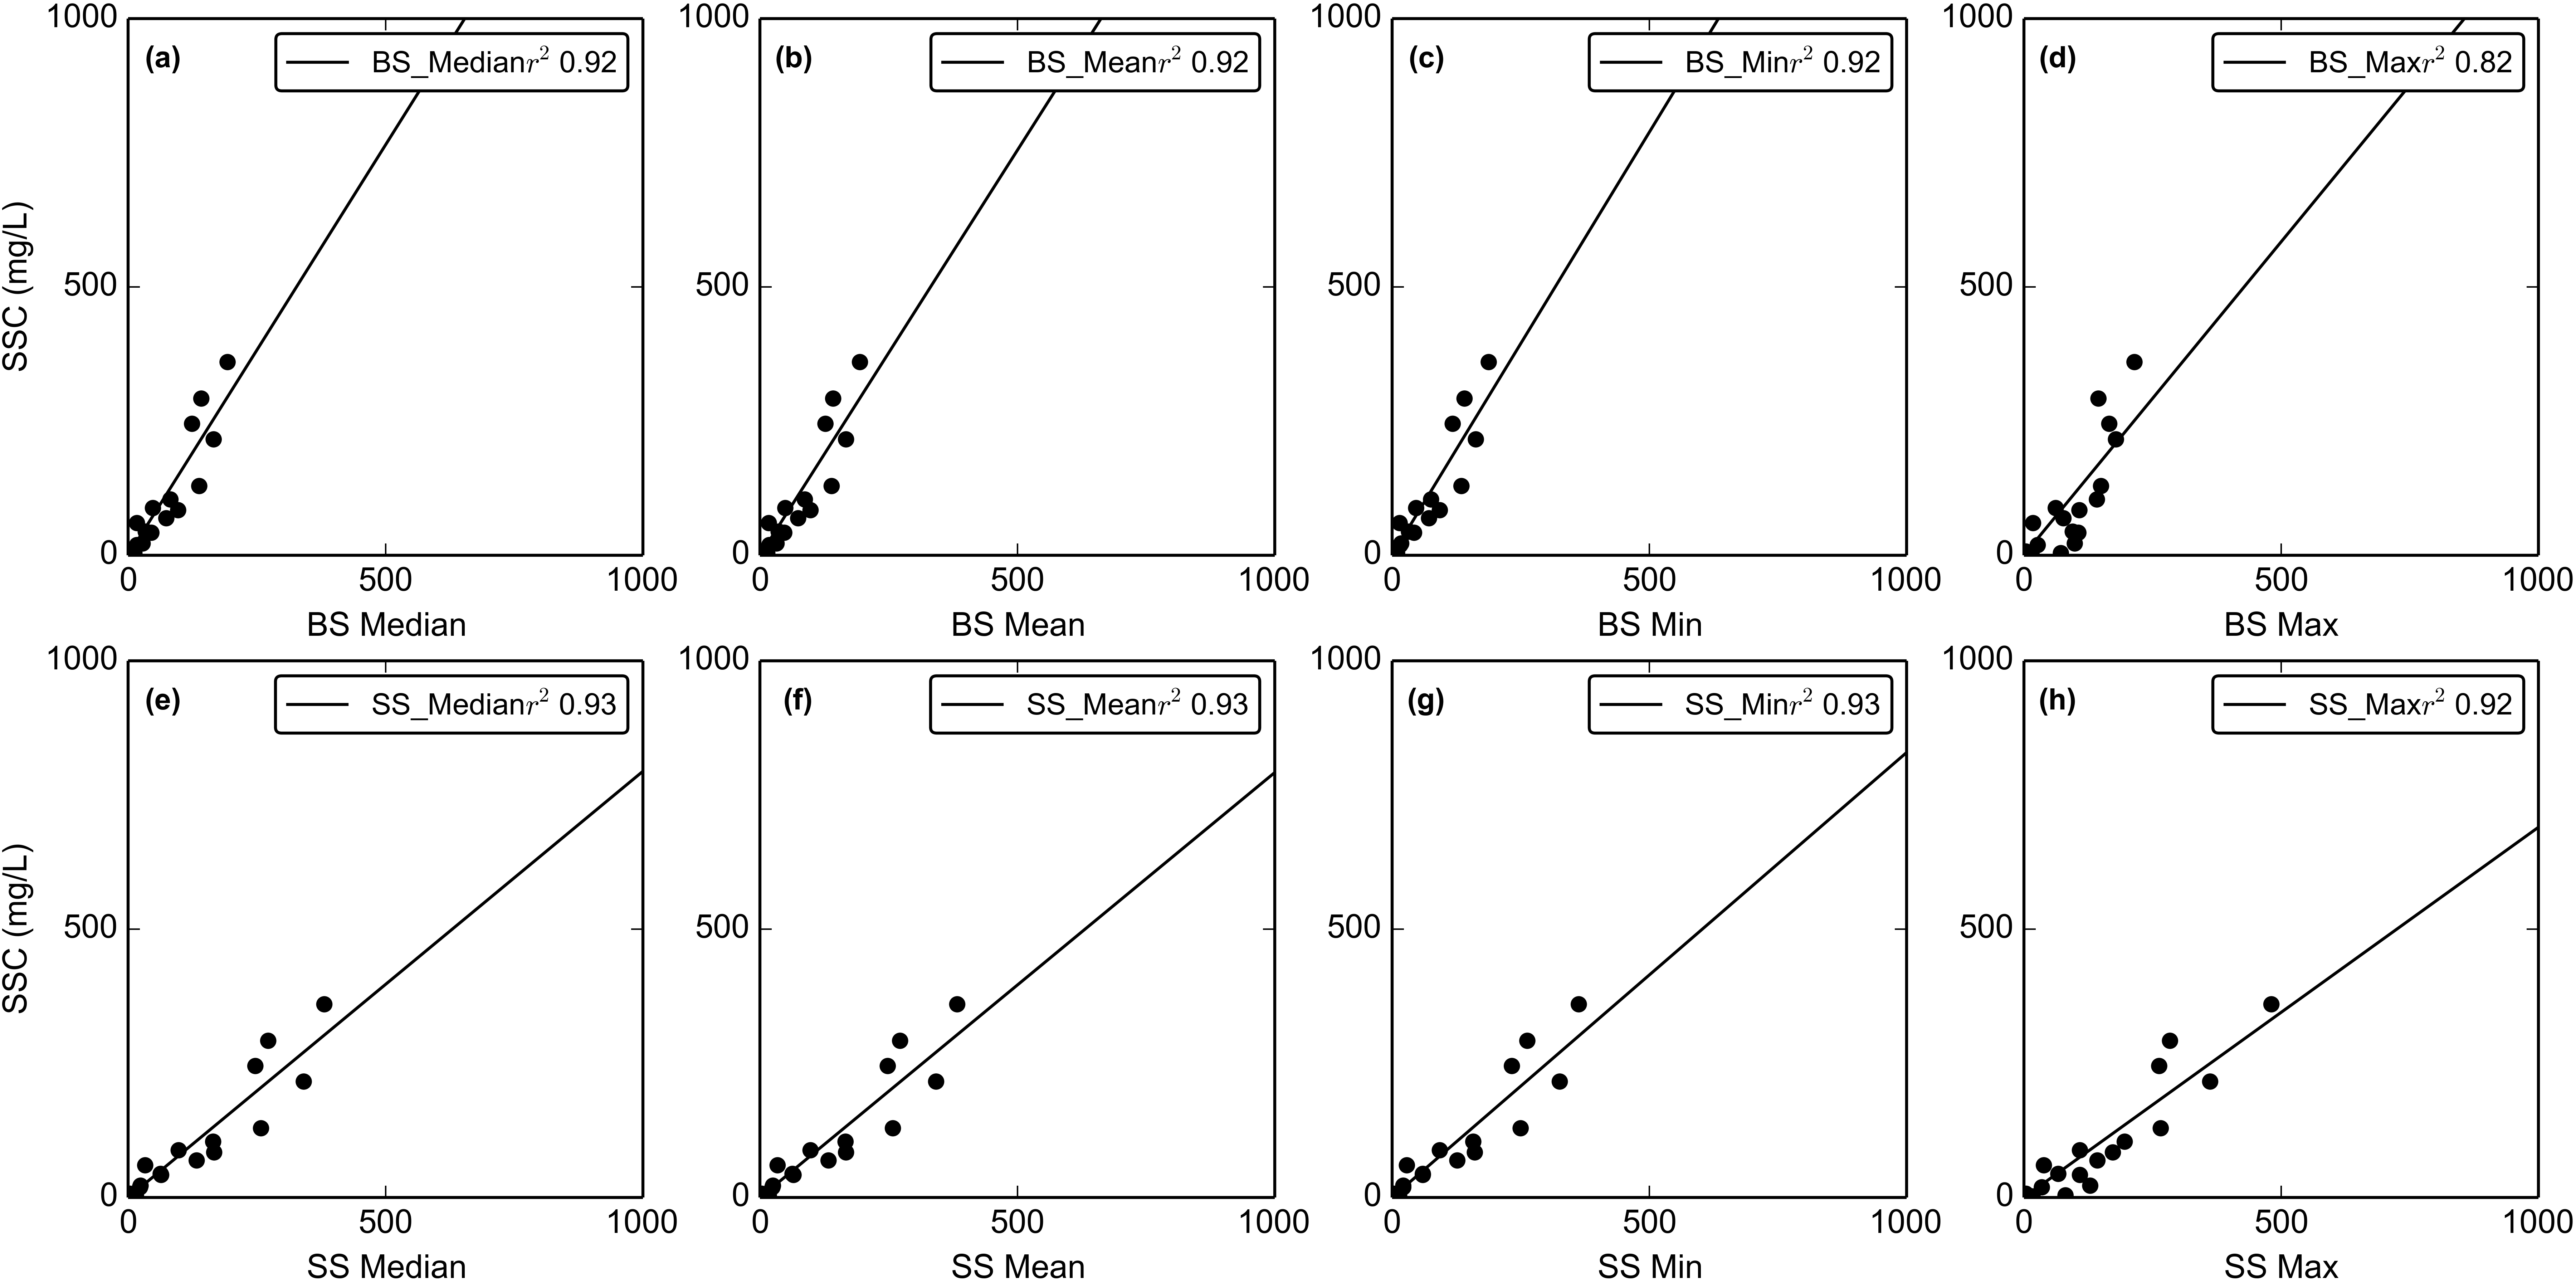 (a) BS_Median r² 0.92
1000
500
0
SSC (mg/L)
0 500 1000
BS Median
(b) BS_Mean r² 0.92
1000
500
0
0 500 1000
BS Mean
(c) BS_Min r² 0.92
1000
500
0
0 500 1000
BS Min
(d) BS_Max r² 0.82
1000
500
0
0 500 1000
BS Max
(e) SS_Median r² 0.93
1000
500
0
SSC (mg/L)
0 500 1000
SS Median
(f) SS_Mean r² 0.93
1000
500
0
0 500 1000
SS Mean
(g) SS_Min r² 0.93
1000
500
0
0 500 1000
SS Min
(h) SS_Max r² 0.92
1000
500
0
0 500 1000
SS Max